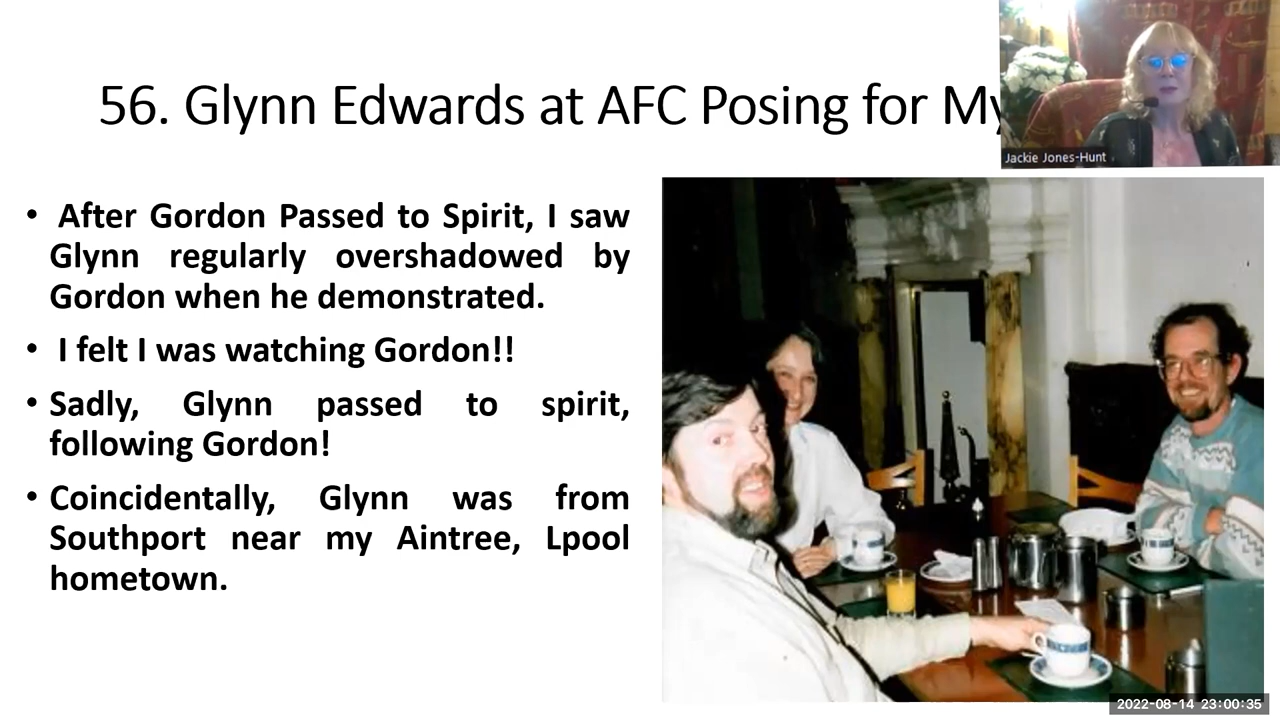 56. Glynn Edwards at AFC Posing for My
Jackie Jones-Hunt
• After Gordon Passed to Spirit, I saw
Glynn regularly overshadowed by
Gordon when he demonstrated.
• I felt I was watching Gordon!!
• Sadly, Glynn passed to spirit,
following Gordon!
• Coincidentally, Glynn was from
Southport near my Aintree, Lpool
hometown.
2022-08-14 23:00:35